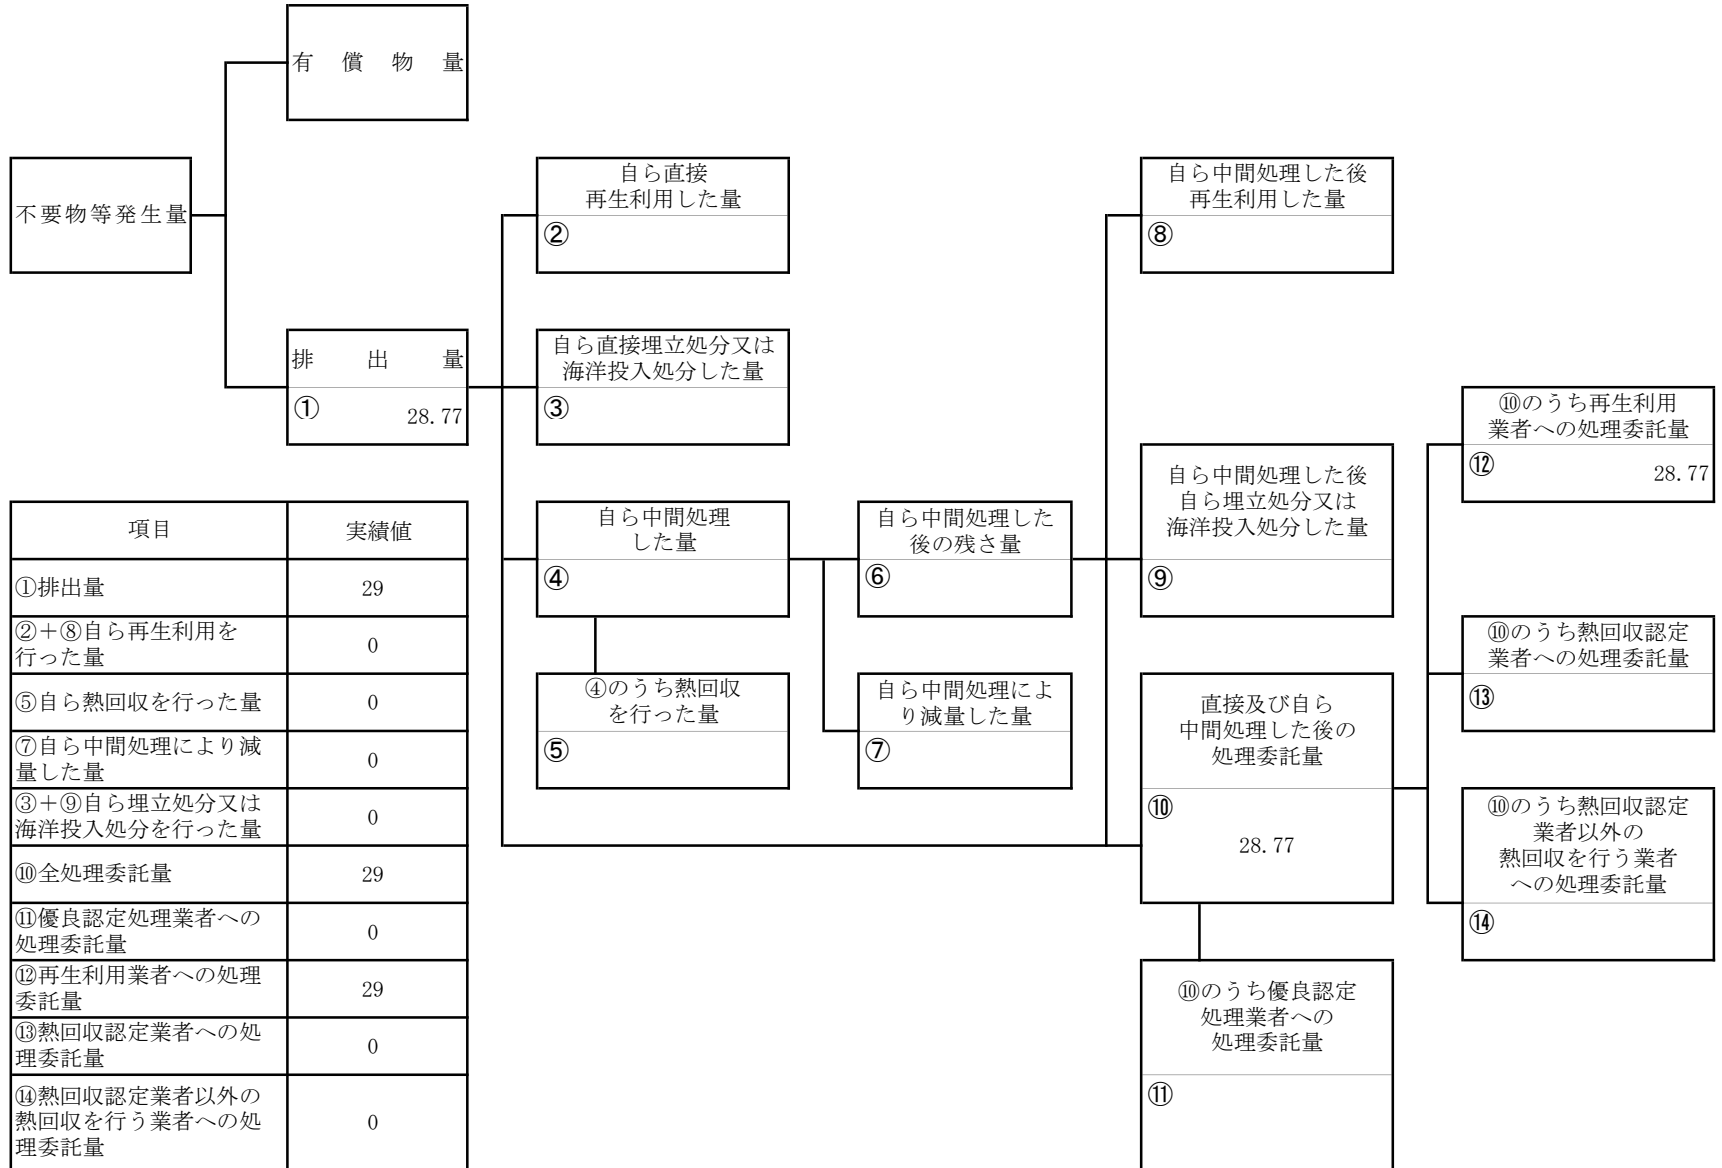 有償物量
不要物等発生量
自ら直接
再生利用した量
②
自ら中間処理した後
再生利用した量
⑧
排出量
①
28.77
自ら直接埋立処分又は
海洋投入処分した量
③
⑩のうち再生利用
業者への処理委託量
⑫
28.77
自ら中間処理
した量
④
自ら中間処理した
後の残さ量
⑥
自ら中間処理した後
自ら埋立処分又は
海洋投入処分した量
⑨
⑩のうち熱回収認定
業者への処理委託量
⑬
④のうち熱回収
を行った量
⑤
自ら中間処理によ
り減量した量
⑦
直接及び自ら
中間処理した後の
処理委託量
⑩
28.77
⑩のうち熱回収認定
業者以外の
熱回収を行う業者
への処理委託量
⑭
⑩のうち優良認定
処理業者への
処理委託量
⑪
項目 実績値
①排出量 29
②+⑧自ら再生利用を
行った量
0
⑤自ら熱回収を行った量 0
⑦自ら中間処理により減
量した量
0
③+⑨自ら埋立処分又は
海洋投入処分を行った量
0
⑩全処理委託量 29
⑪優良認定処理業者への
処理委託量
0
⑫再生利用業者への処理
委託量
29
⑬熱回収認定業者への処
理委託量
0
⑭熱回収認定業者以外の
熱回収を行う業者への処
理委託量
0